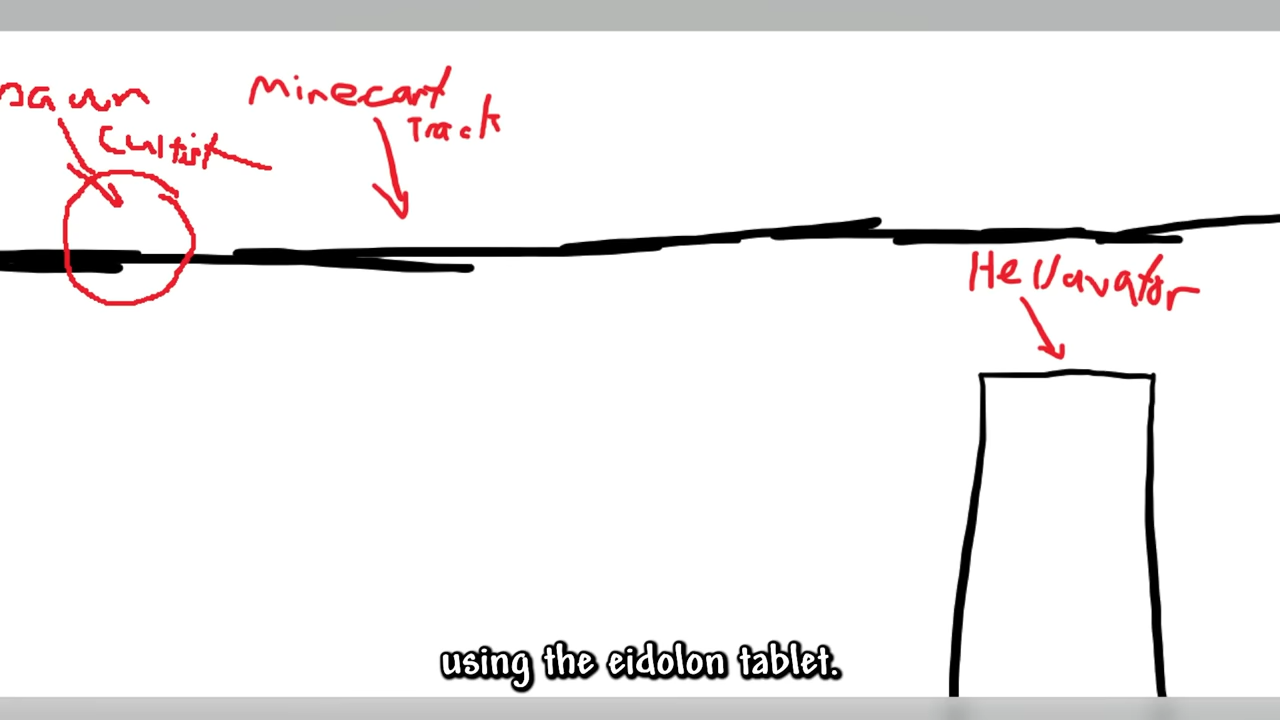 Cultist
Minecart
Track
Hellavator
using the eidolon tablet.